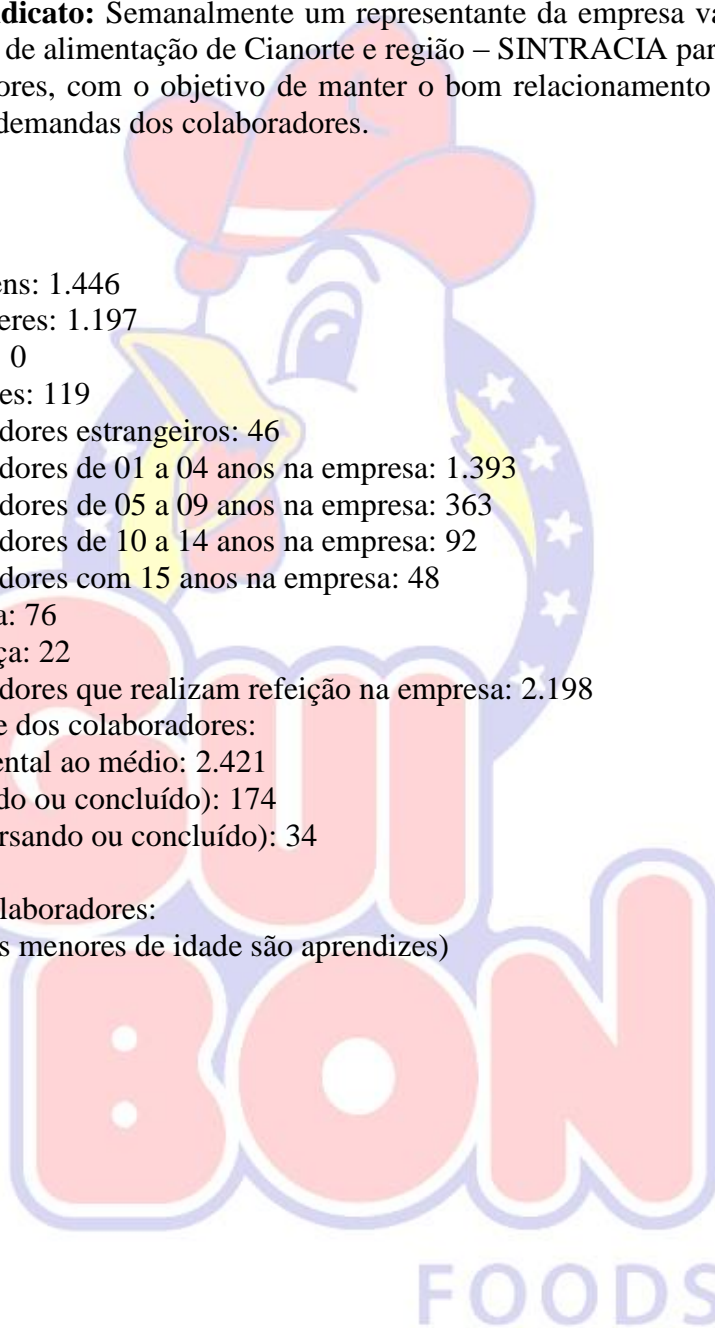 dicato: Semanalmente um representante da empresa va
de alimentação de Cianorte e região – SINTRACIA par
ores, com o objetivo de manter o bom relacionamento
demandas dos colaboradores.
ens: 1.446
eres: 1.197
: 0
es: 119
dores estrangeiros: 46
dores de 01 a 04 anos na empresa: 1.393
dores de 05 a 09 anos na empresa: 363
dores de 10 a 14 anos na empresa: 92
dores com 15 anos na empresa: 48
a: 76
ça: 22
dores que realizam refeição na empresa: 2.198
e dos colaboradores:
ental ao médio: 2.421
do ou concluído): 174
rsando ou concluído): 34
laboradores:
s menores de idade são aprendizes)
GUI
BON
FOODS